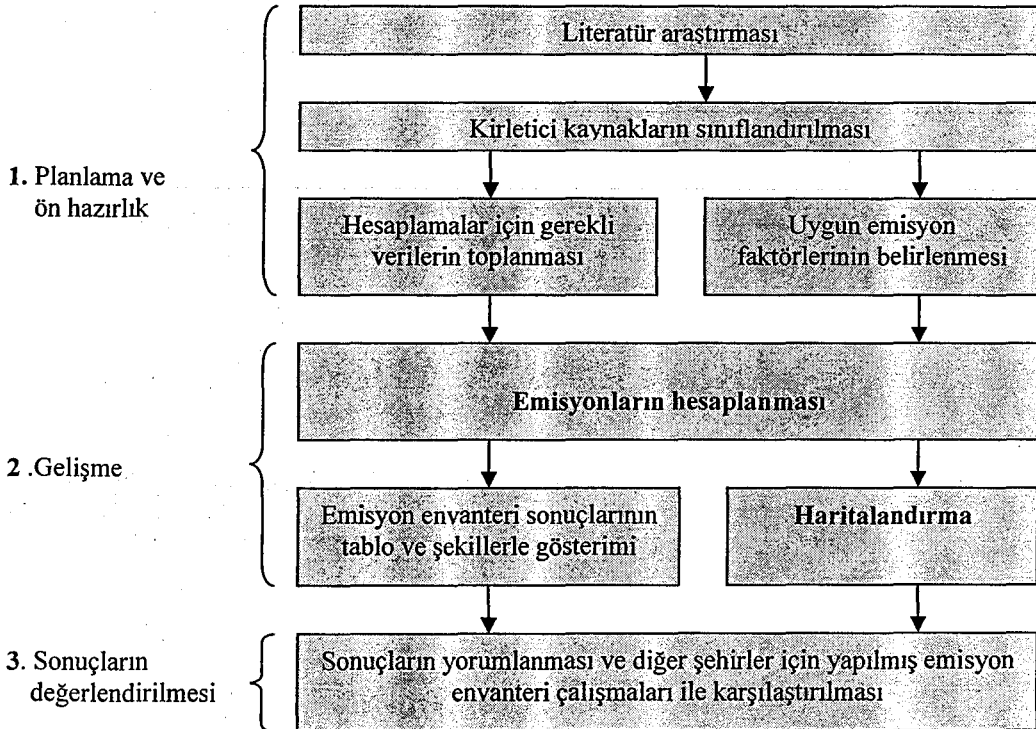 Literatür araştırması
Kirletici kaynakların sınıflandırılması
1. Planlama ve
ön hazırlık
Hesaplamalar için gerekli
verilerin toplanması
Uygun emisyon
faktörlerinin belirlenmesi
Emisyonların hesaplanması
2 .Gelişme
Emisyon envanteri sonuçlarının
tablo ve şekillerle gösterimi
Haritalandırma
3. Sonuçların
değerlendirilmesi
Sonuçların yorumlanması ve diğer şehirler için yapılmış emisyon
envanteri çalışmaları ile karşılaştırılması